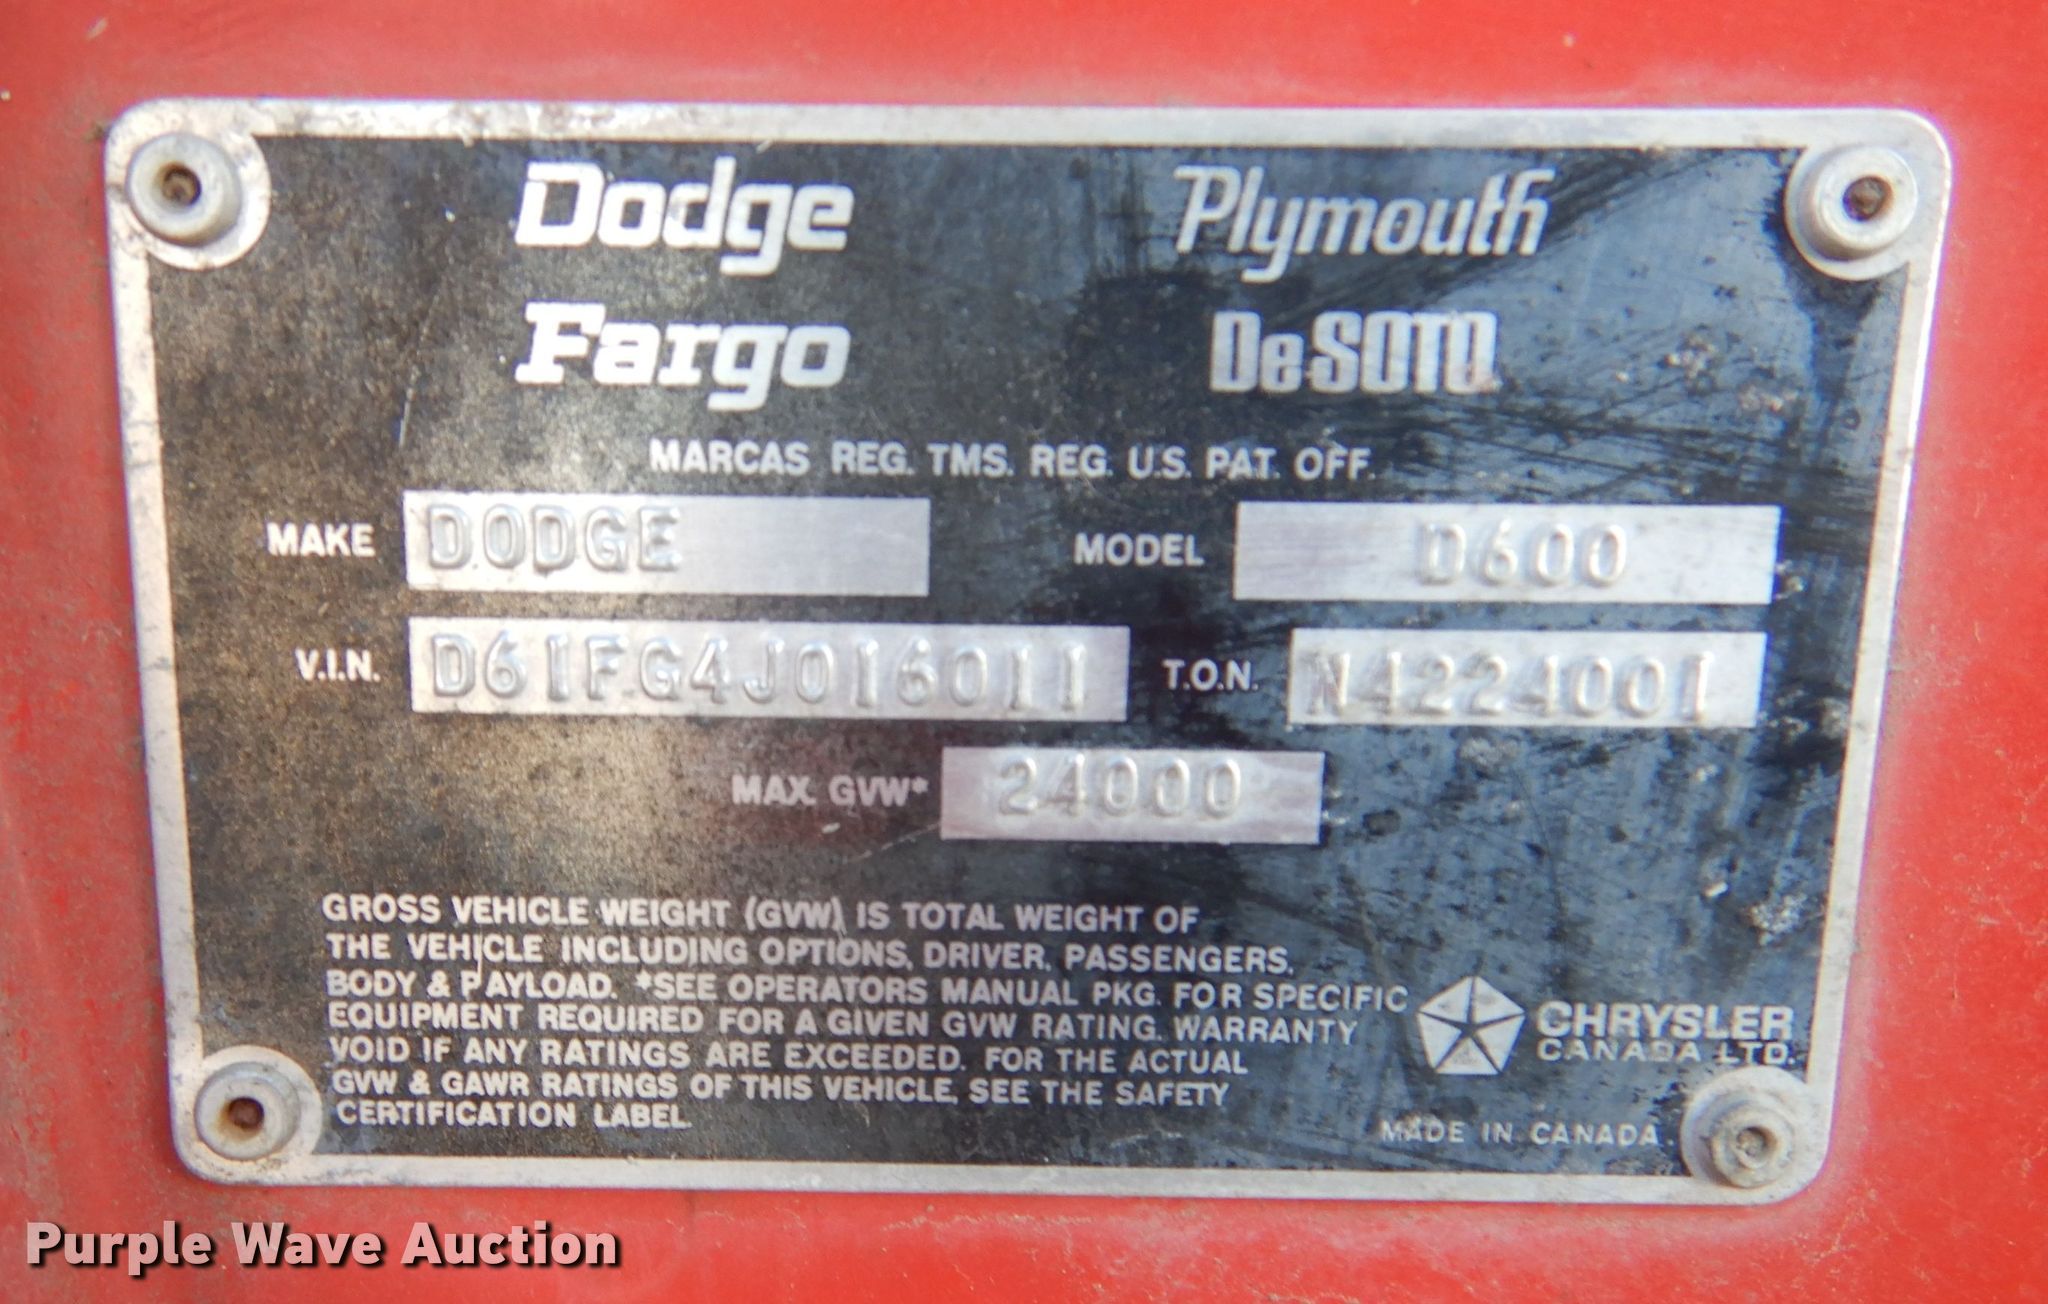 Dodge Plymouth
Fargo DeSOTO
MARCAS REG. TMS. REG. U.S. PAT. OFF.
MAKE DODGE MODEL D600
V.I.N. D61FG4J016011 T.O.N. N4224001
MAX. GVW* 24000
GROSS VEHICLE WEIGHT (GVW) IS TOTAL WEIGHT OF
THE VEHICLE INCLUDING OPTIONS, DRIVER, PASSENGERS,
BODY & PAYLOAD. *SEE OPERATORS MANUAL PKG. FOR SPECIFIC
EQUIPMENT REQUIRED FOR A GIVEN GVW RATING. WARRANTY
VOID IF ANY RATINGS ARE EXCEEDED. FOR THE ACTUAL
GVW & GAWR RATINGS OF THIS VEHICLE, SEE THE SAFETY
CERTIFICATION LABEL.
CHRYSLER
CANADA LTD.
MADE IN CANADA.
Purple Wave Auction